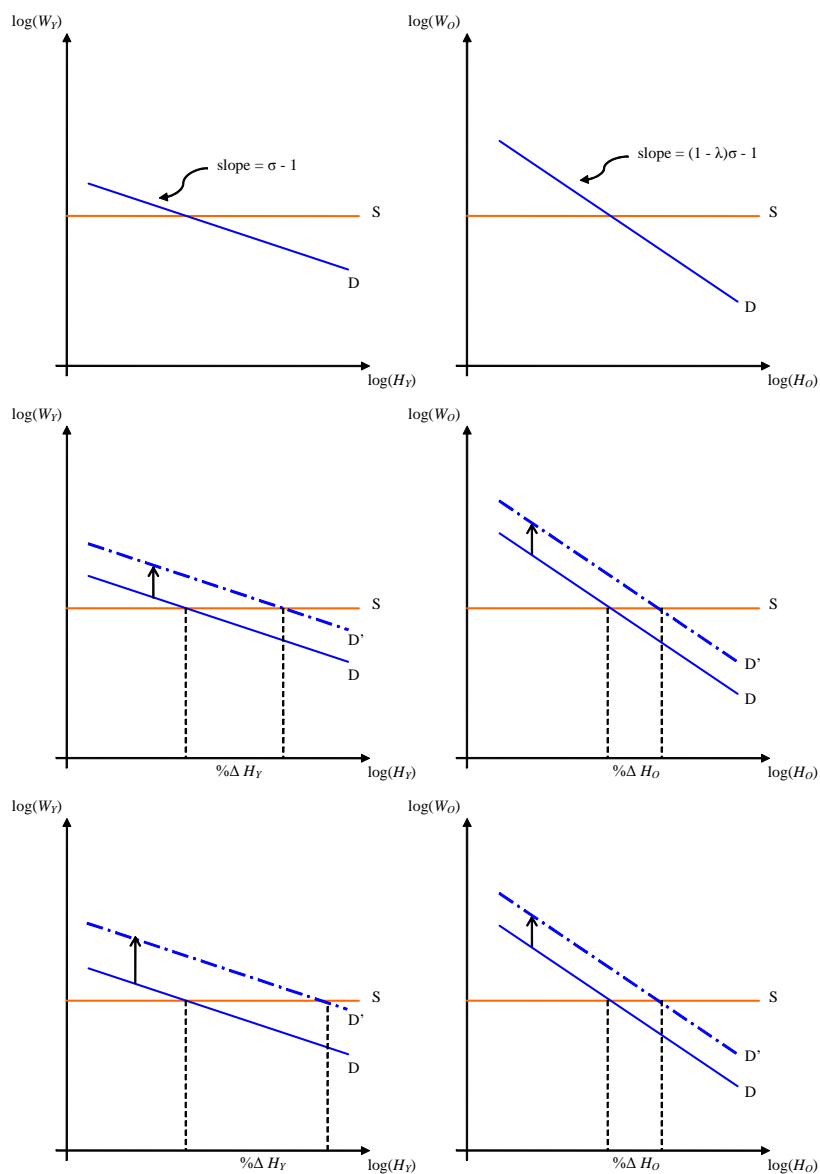 log(W_Y)
slope = σ - 1
S
D
log(H_Y)
log(W_O)
slope = (1 - λ)σ - 1
S
D
log(H_O)
log(W_Y)
S
D’
D
%Δ H_Y
log(H_Y)
log(W_O)
S
D’
D
%Δ H_O
log(H_O)
log(W_Y)
S
D’
D
%Δ H_Y
log(H_Y)
log(W_O)
S
D’
D
%Δ H_O
log(H_O)